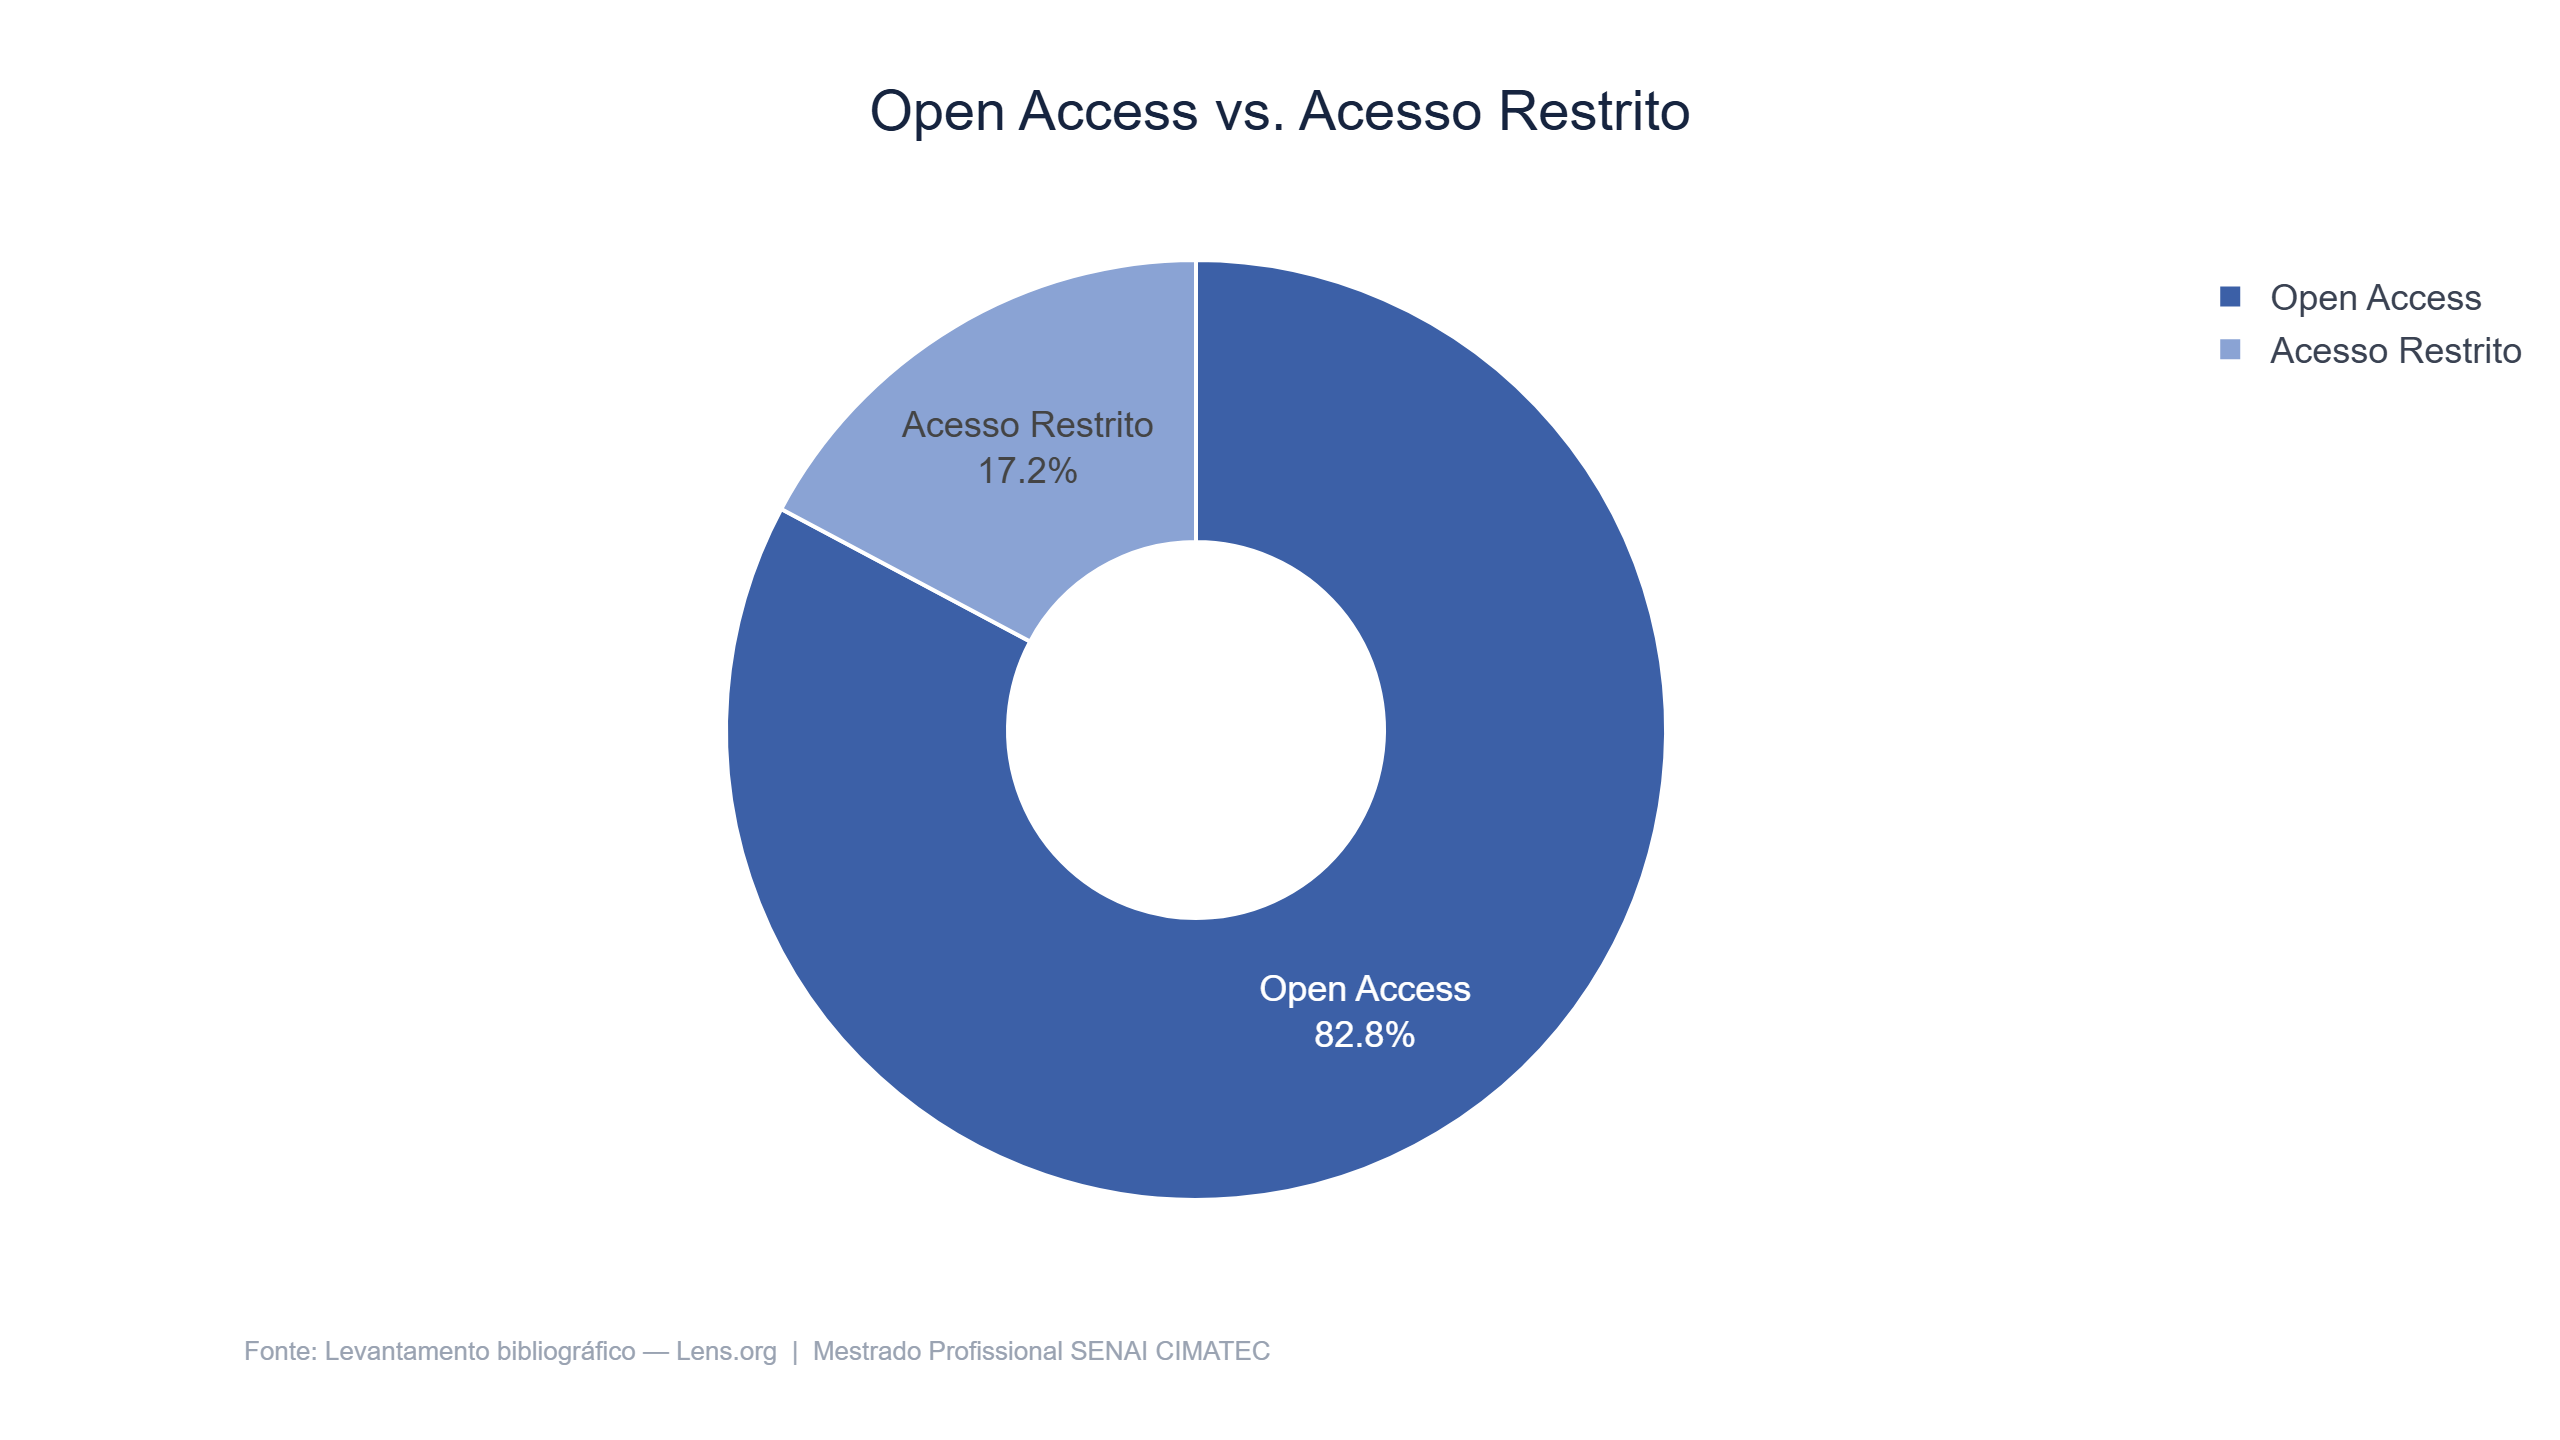 Open Access vs. Acesso Restrito
Open Access
Acesso Restrito
Acesso Restrito
17.2%
Open Access
82.8%
Fonte: Levantamento bibliográfico — Lens.org | Mestrado Profissional SENAI CIMATEC